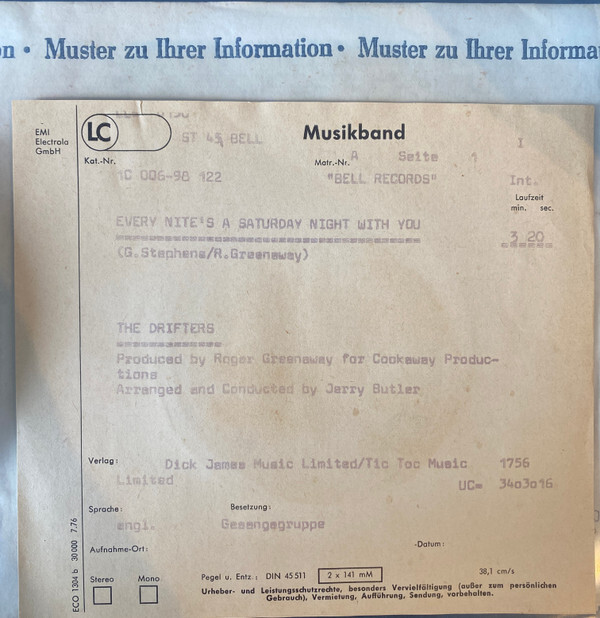 n • Muster zu Ihrer Information • Muster zu Ihrer Informa
EMI
Electrola
GmbH
LC
ST 45 BELL
Musikband
I
Kat.-Nr.
Matr.-Nr.
A Seite 1
1C 006-98 122
"BELL RECORDS"
Int.
Laufzeit
min. sec.
EVERY NITE'S A SATURDAY NIGHT WITH YOU
3 20
(G.Stephens/R.Greenaway)
THE DRIFTERS
Produced by Roger Greenaway for Cookaway Produc-
tions
Arranged and Conducted by Jerry Butler
Verlag:
Dick James Music Limited/Tic Toc Music 1756
Limited
UC= 34o3o16
Sprache:
Besetzung:
engl.
Gesangsgruppe
Aufnahme-Ort:
-Datum:
Stereo
Mono
Pegel u. Entz.: DIN 45 511
2 x 141 mM
38,1 cm/s
Urheber- und Leistungsschutzrechte, besonders Vervielfältigung (außer zum persönlichen
Gebrauch), Vermietung, Aufführung, Sendung, vorbehalten.
ECO 1304 b 30000 7.76